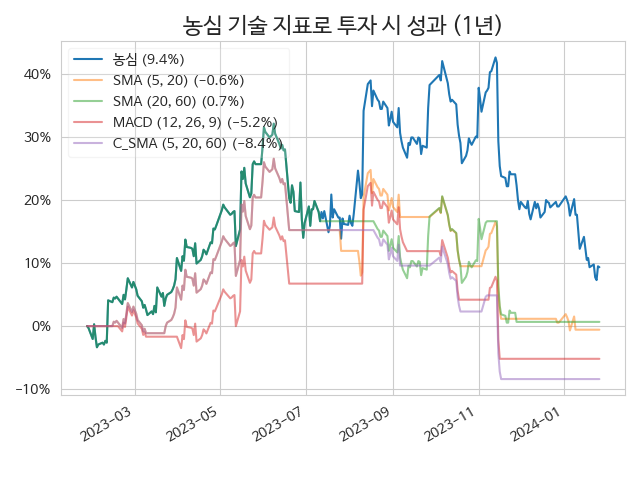 농심 기술 지표로 투자 시 성과 (1년)
농심 (9.4%)
SMA (5, 20) (−0.6%)
SMA (20, 60) (0.7%)
MACD (12, 26, 9) (−5.2%)
C_SMA (5, 20, 60) (−8.4%)
40%
30%
20%
10%
0%
−10%
2023−03
2023−05
2023−07
2023−09
2023−11
2024−01